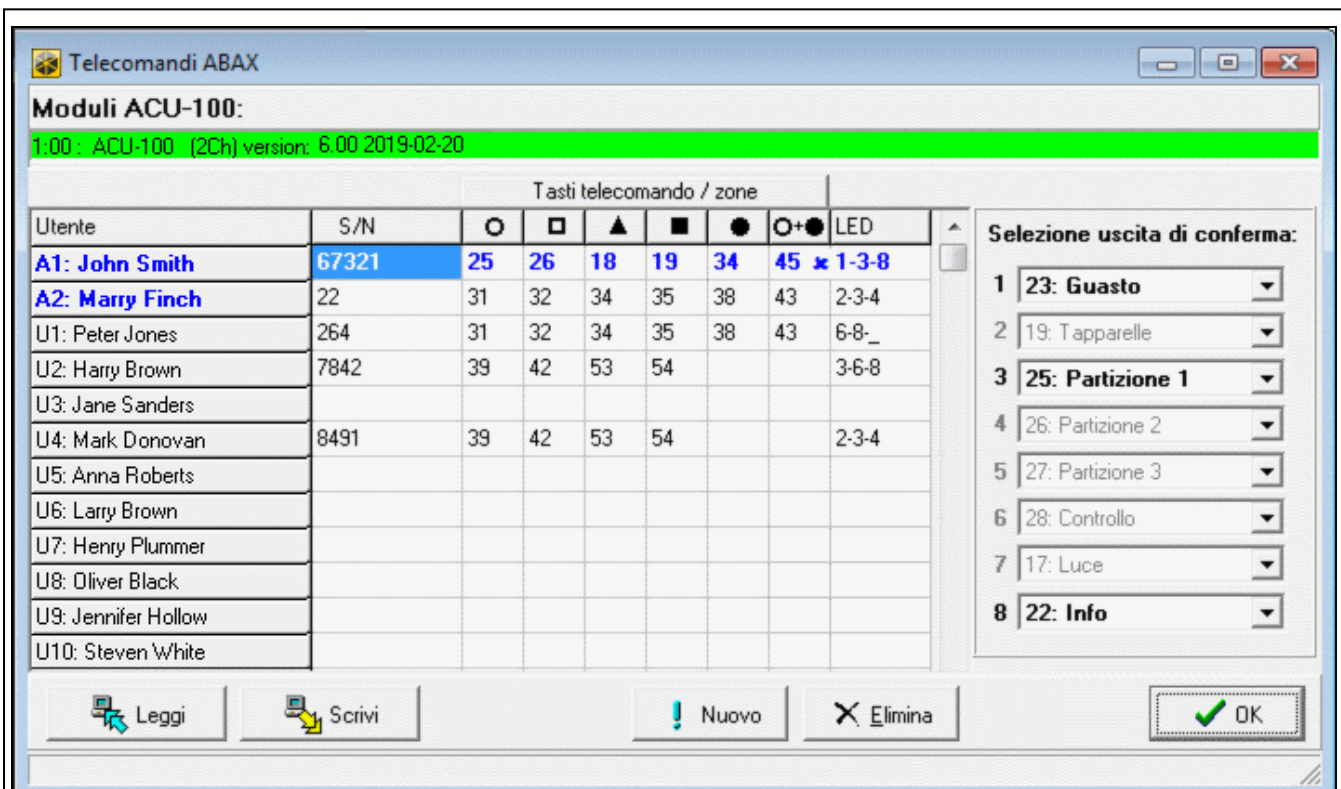 Telecomandi ABAX
Moduli ACU-100:
1:00 : ACU-100 (2Ch) version: 6.00 2019-02-20
Tasti telecomando / zone
Utente S/N ○ □ ▲ ■ ● ○+● LED
A1: John Smith 67321 25 26 18 19 34 45 × 1-3-8
A2: Marry Finch 22 31 32 34 35 38 43 2-3-4
U1: Peter Jones 264 31 32 34 35 38 43 6-8-_
U2: Harry Brown 7842 39 42 53 54 3-6-8
U3: Jane Sanders
U4: Mark Donovan 8491 39 42 53 54 2-3-4
U5: Anna Roberts
U6: Larry Brown
U7: Henry Plummer
U8: Oliver Black
U9: Jennifer Hollow
U10: Steven White
Selezione uscita di conferma:
1 23: Guasto
2 19: Tapparelle
3 25: Partizione 1
4 26: Partizione 2
5 27: Partizione 3
6 28: Controllo
7 17: Luce
8 22: Info
Leggi Scrivi Nuovo Elimina OK